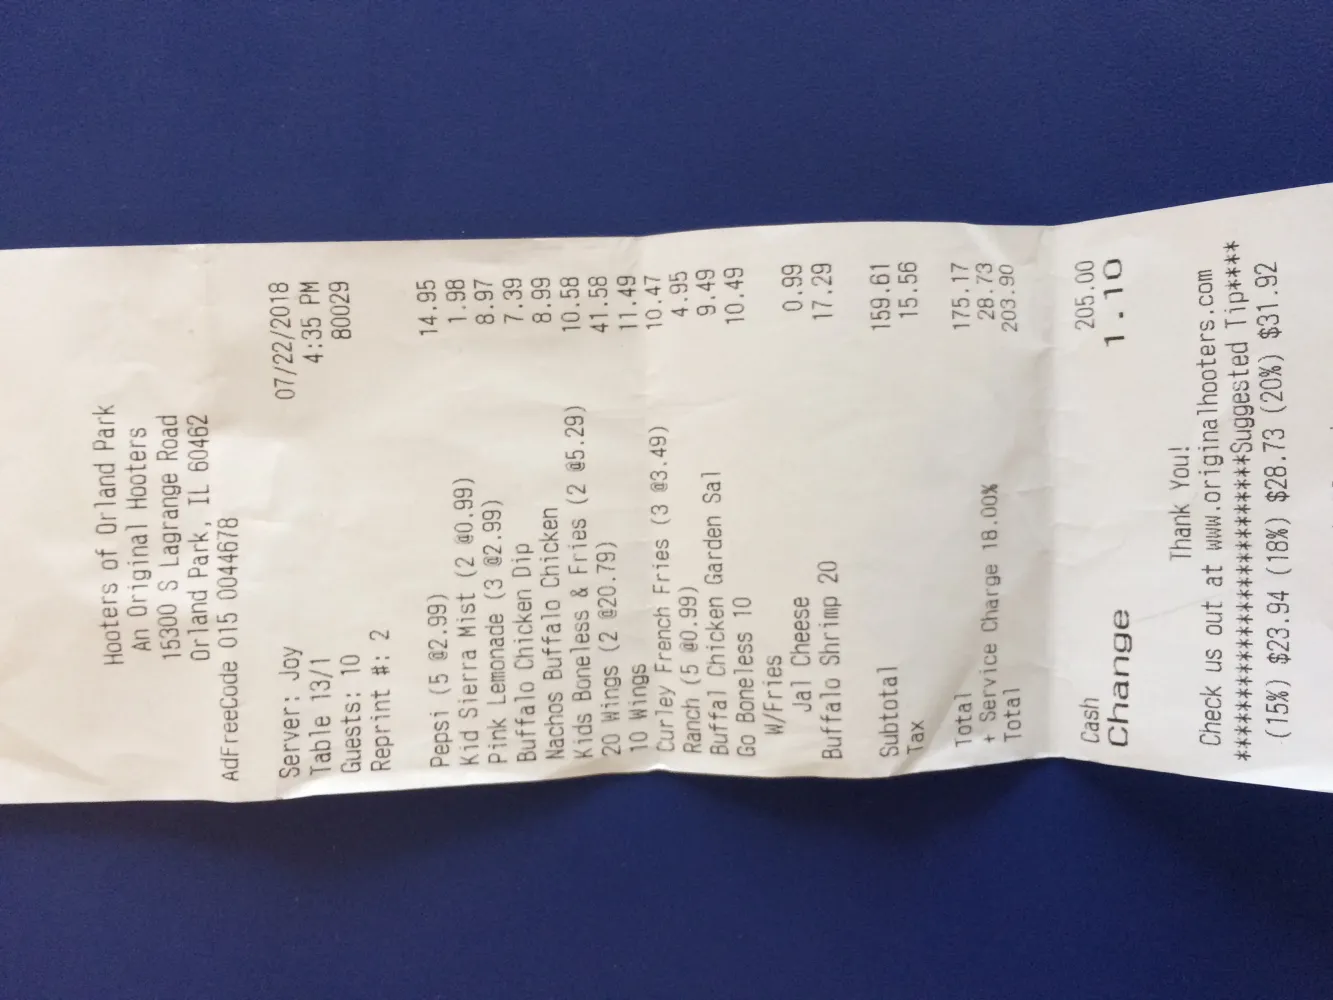 Hooters of Orland Park
An Original Hooters
15300 S Lagrange Road
Orland Park, IL 60462
AdFreeCode 015 0044678
Server: Joy 07/22/2018
Table 13/1 4:35 PM
Guests: 10 80029
Reprint #: 2
Pepsi (5 @2.99) 14.95
Kid Sierra Mist (2 @0.99) 1.98
Pink Lemonade (3 @2.99) 8.97
Buffalo Chicken Dip 7.39
Nachos Buffalo Chicken 8.99
Kids Boneless & Fries (2 @5.29) 10.58
20 Wings (2 @20.79) 41.58
10 Wings 11.49
Curley French Fries (3 @3.49) 10.47
Ranch (5 @0.99) 4.95
Buffal Chicken Garden Sal 9.49
Go Boneless 10 10.49
W/Fries
Jal Cheese 0.99
Buffalo Shrimp 20 17.29
Subtotal 159.61
Tax 15.56
Total 175.17
+ Service Charge 18.00% 28.73
Total 203.90
Cash 205.00
Change 1.10
Thank You!
Check us out at www.originalhooters.com
**********************Suggested Tip****
(15%) $23.94 (18%) $28.73 (20%) $31.92